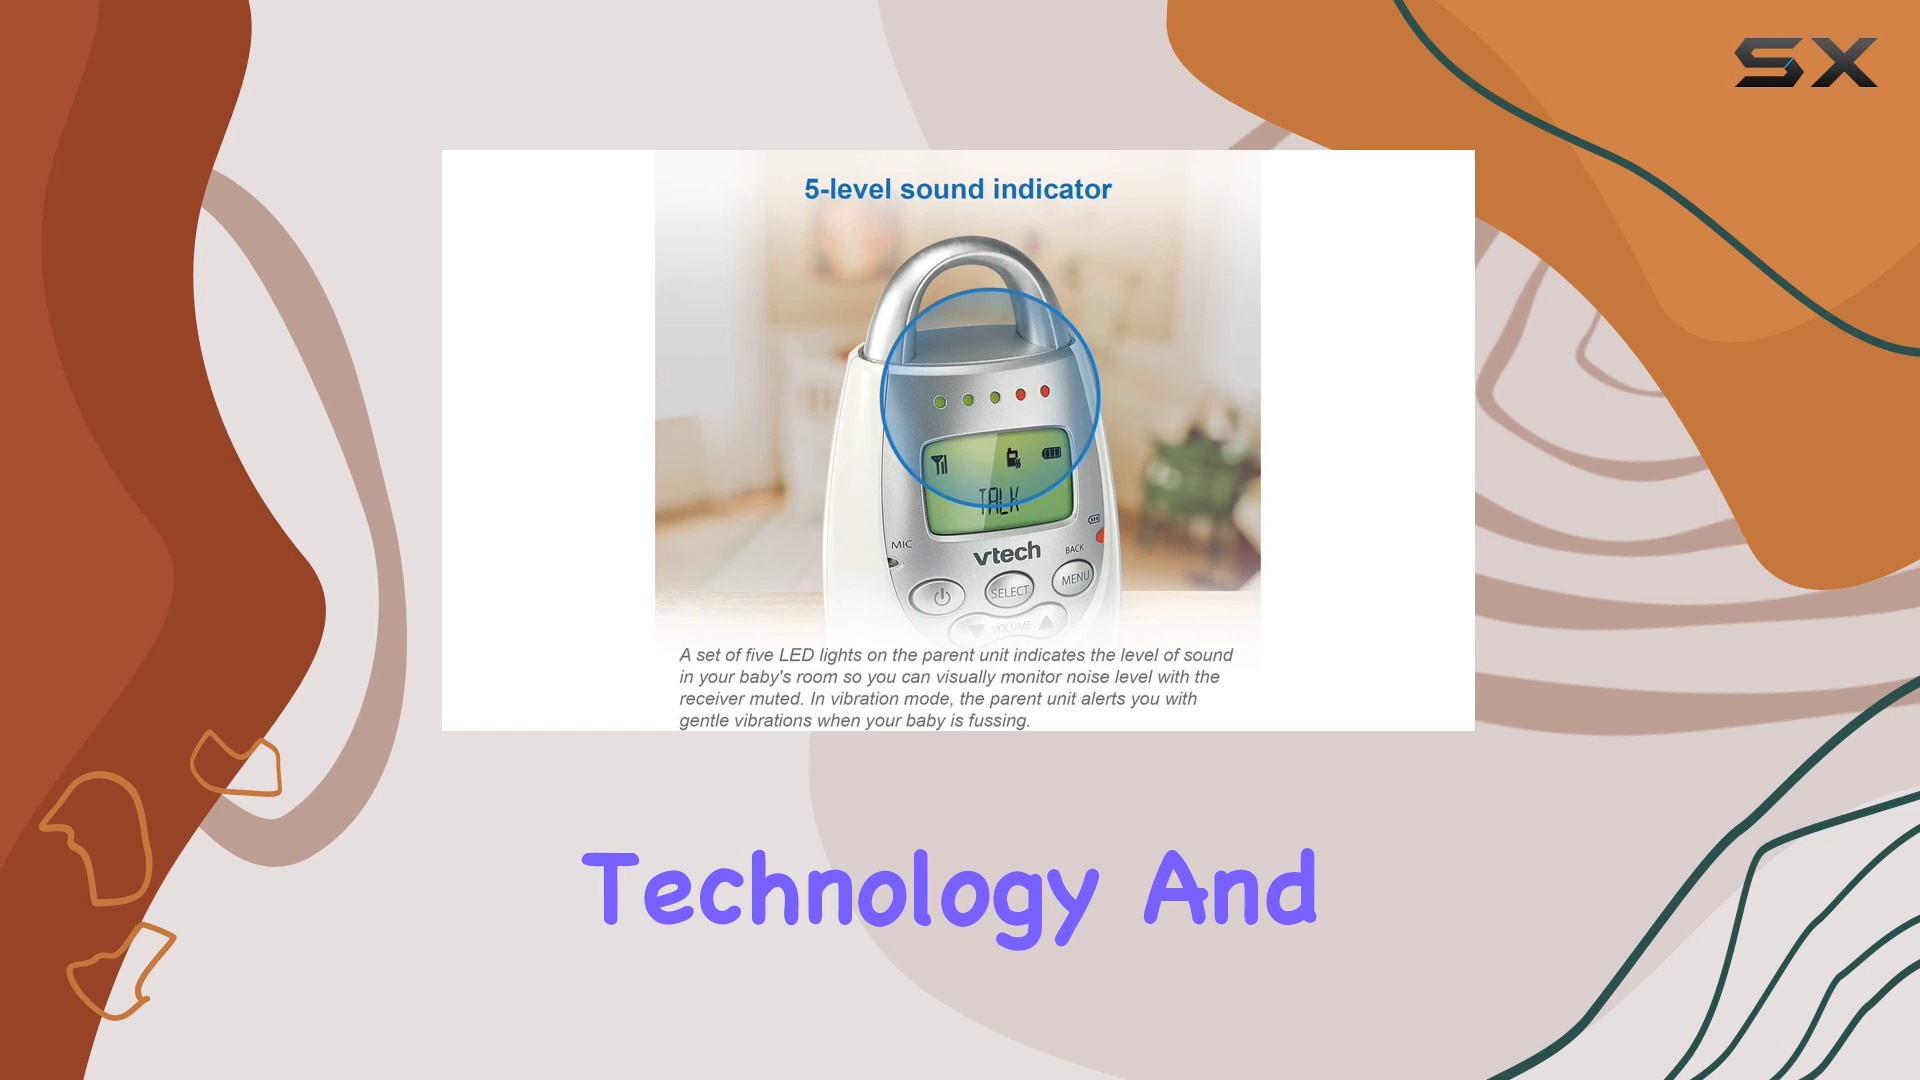 SX
5-level sound indicator
TALK
MIC
vtech
BACK
SELECT
MENU
VOLUME
A set of five LED lights on the parent unit indicates the level of sound
in your baby's room so you can visually monitor noise level with the
receiver muted. In vibration mode, the parent unit alerts you with
gentle vibrations when your baby is fussing.
Technology And